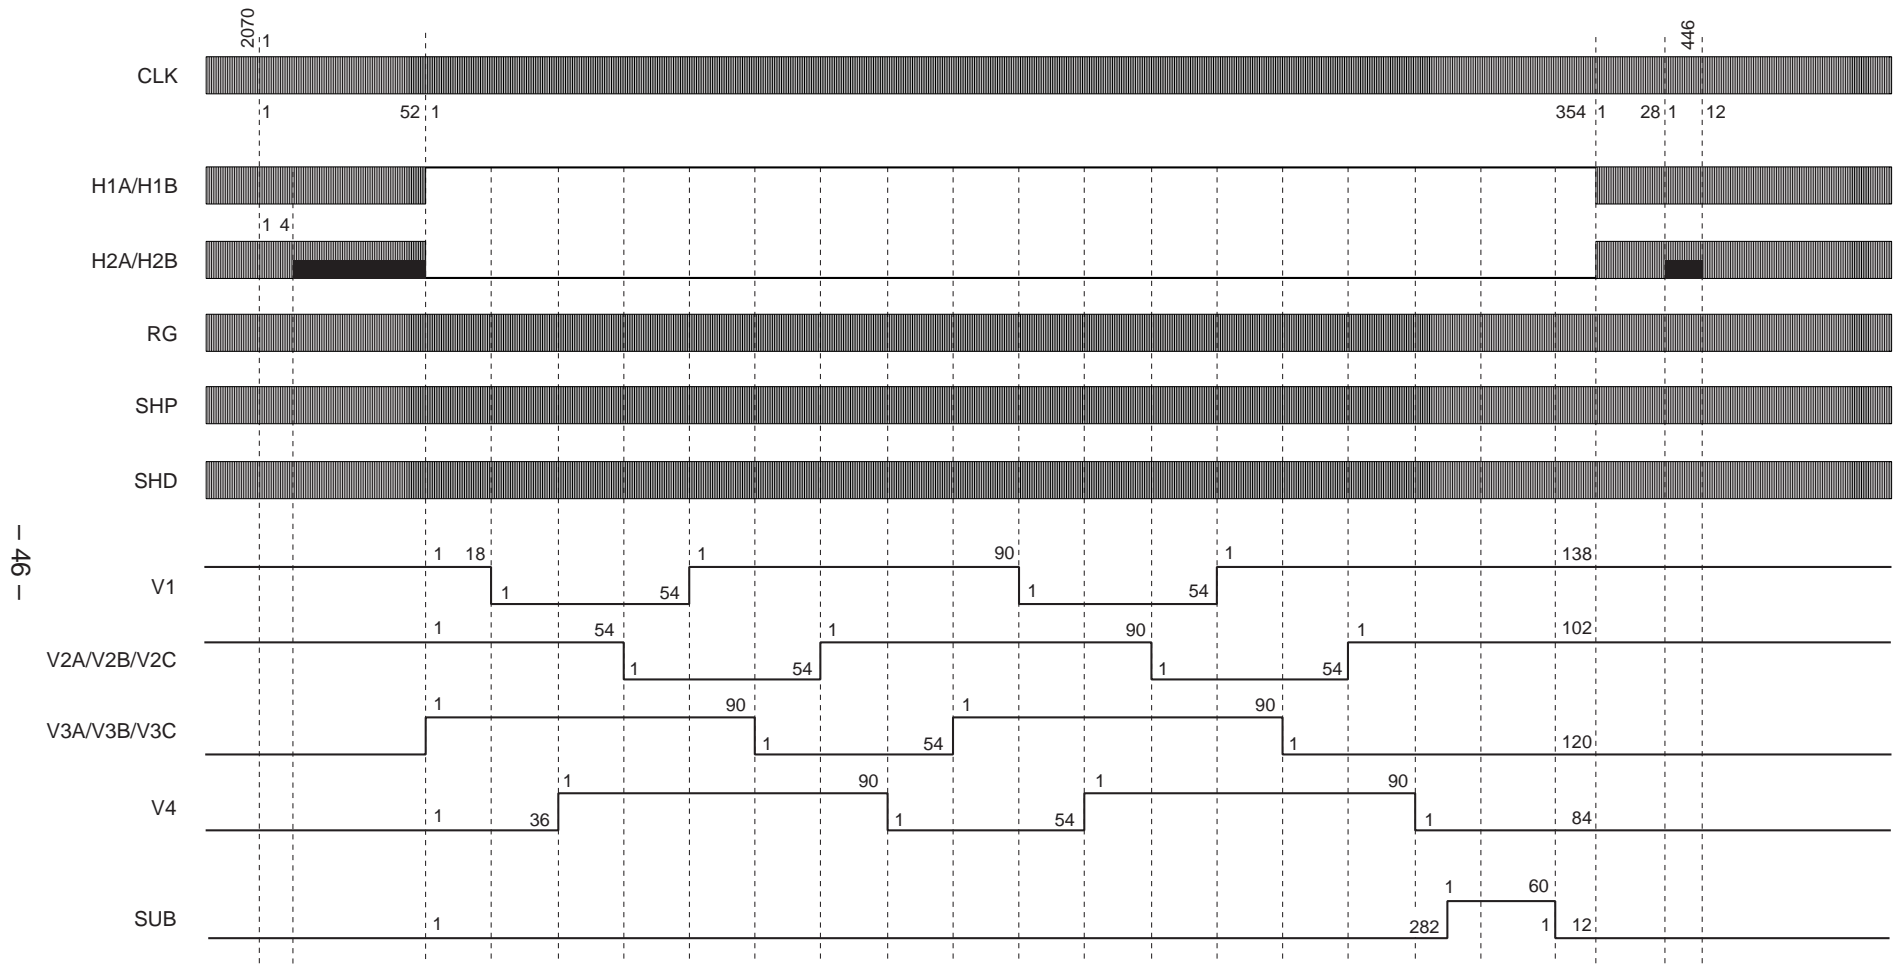 2070 1 446
CLK
1 52 1 354 1 28 1 12
H1A/H1B
1 4
H2A/H2B
RG
SHP
SHD
– 46 –
1 18 1 90 1 138
V1
1 54 1 54
1 54 1 90 1 102
V2A/V2B/V2C
1 54 1 54
1 90 1 90
V3A/V3B/V3C
1 54 1 120
1 90 1 90
V4
1 36 1 54 1 84
1 60
SUB
1 282 1 12